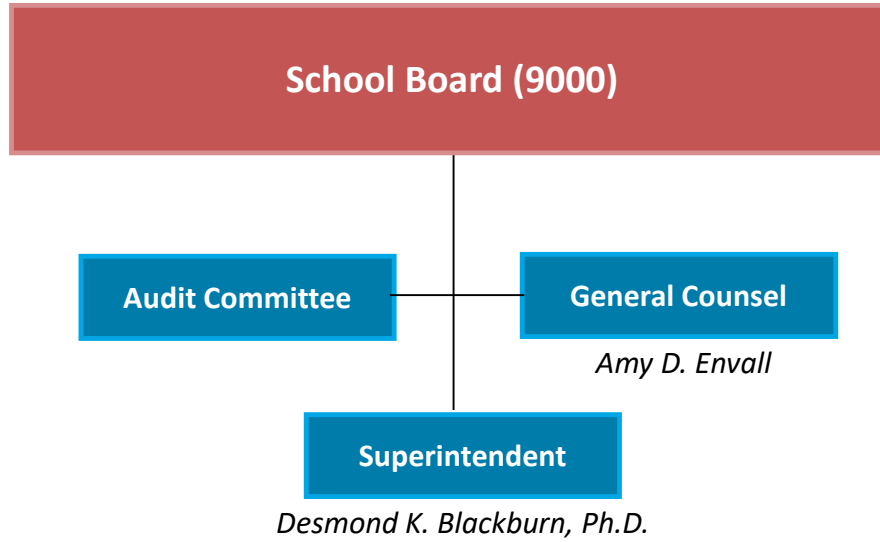 School Board (9000)
Audit Committee
General Counsel
Amy D. Envall
Superintendent
Desmond K. Blackburn, Ph.D.